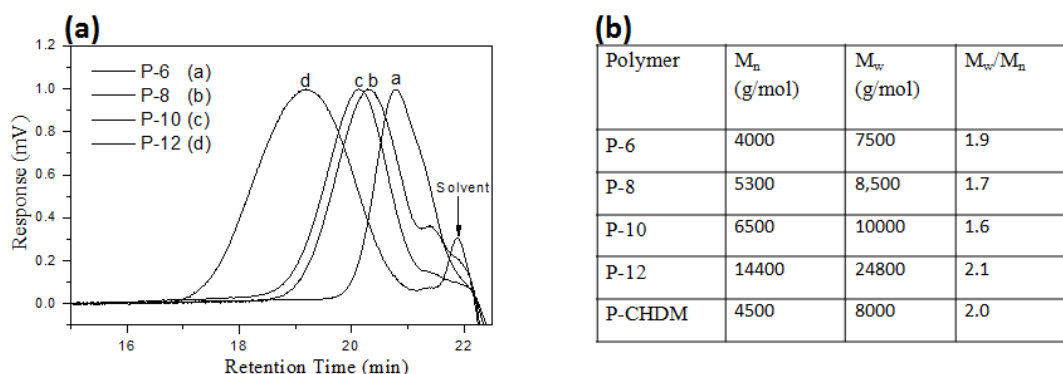 (a)
1.2
1.0
0.8
0.6
0.4
0.2
0.0
Response (mV)
P-6 (a)
P-8 (b)
P-10 (c)
P-12 (d)
d
c b
a
Solvent
16 18 20 22
Retention Time (min)
(b)
Polymer Mn (g/mol) Mw (g/mol) Mw/Mn
P-6 4000 7500 1.9
P-8 5300 8,500 1.7
P-10 6500 10000 1.6
P-12 14400 24800 2.1
P-CHDM 4500 8000 2.0